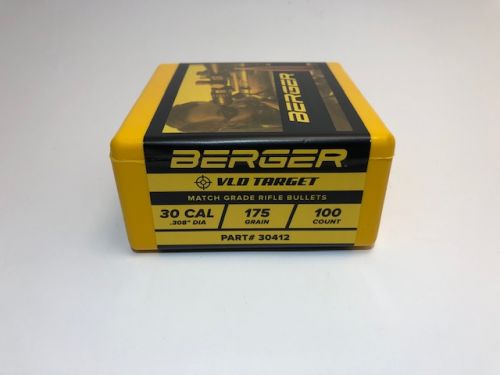 BERGER
BERGER
VLD TARGET
MATCH GRADE RIFLE BULLETS
30 CAL 175 100
.308" DIA GRAIN COUNT
PART# 30412